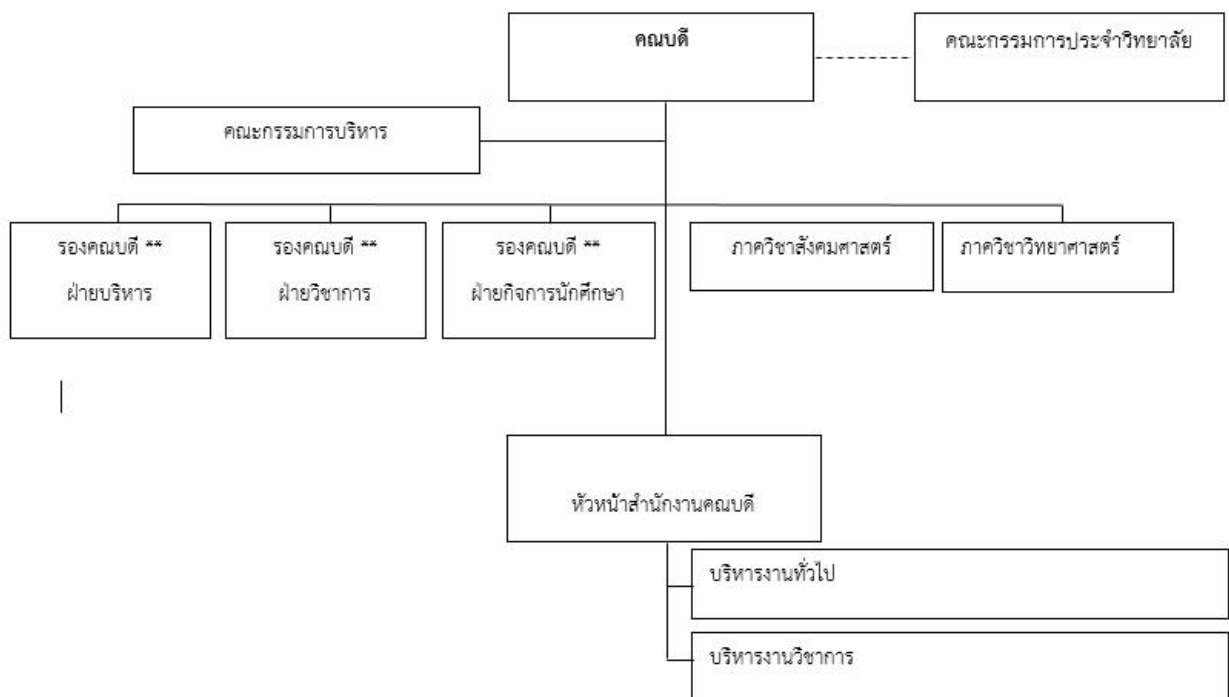 คณบดี
คณะกรรมการประจำวิทยาลัย
คณะกรรมการบริหาร
รองคณบดี **
ฝ่ายบริหาร
รองคณบดี **
ฝ่ายวิชาการ
รองคณบดี **
ฝ่ายกิจการนักศึกษา
ภาควิชาสังคมศาสตร์
ภาควิชาวิทยาศาสตร์
หัวหน้าสำนักงานคณบดี
บริหารงานทั่วไป
บริหารงานวิชาการ